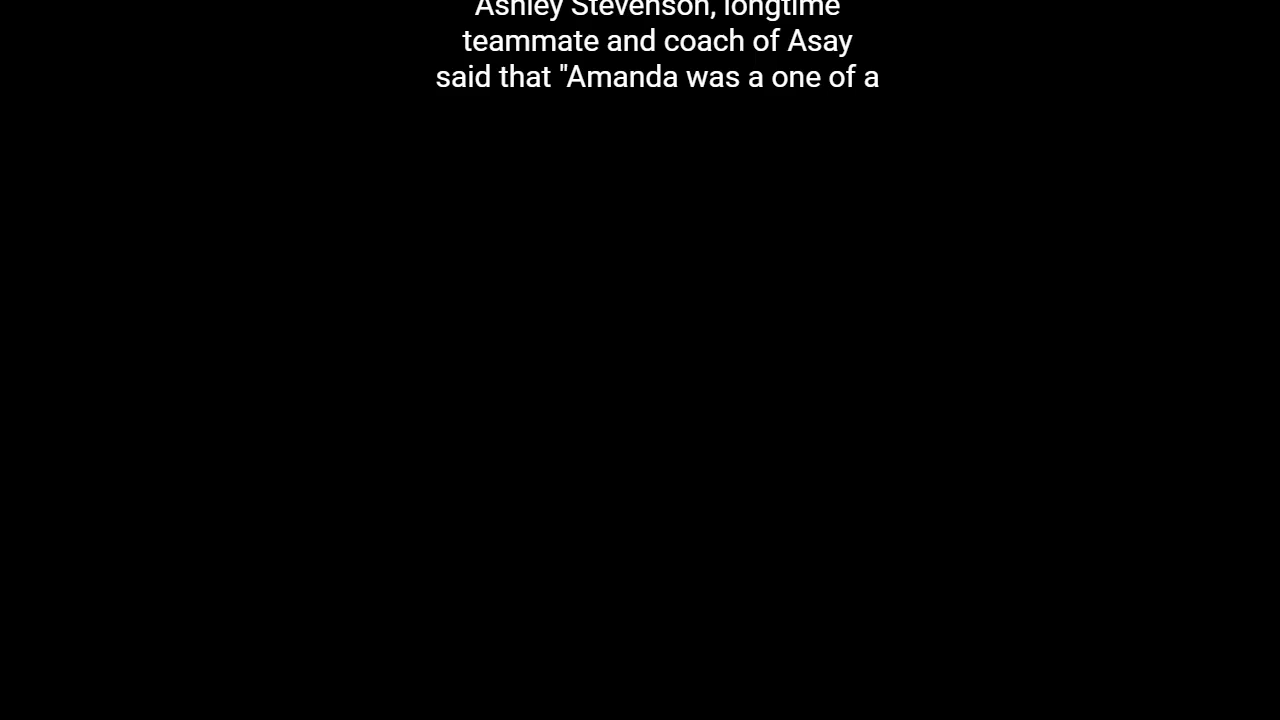 Ashley Stevenson, longtime
teammate and coach of Asay
said that "Amanda was a one of a